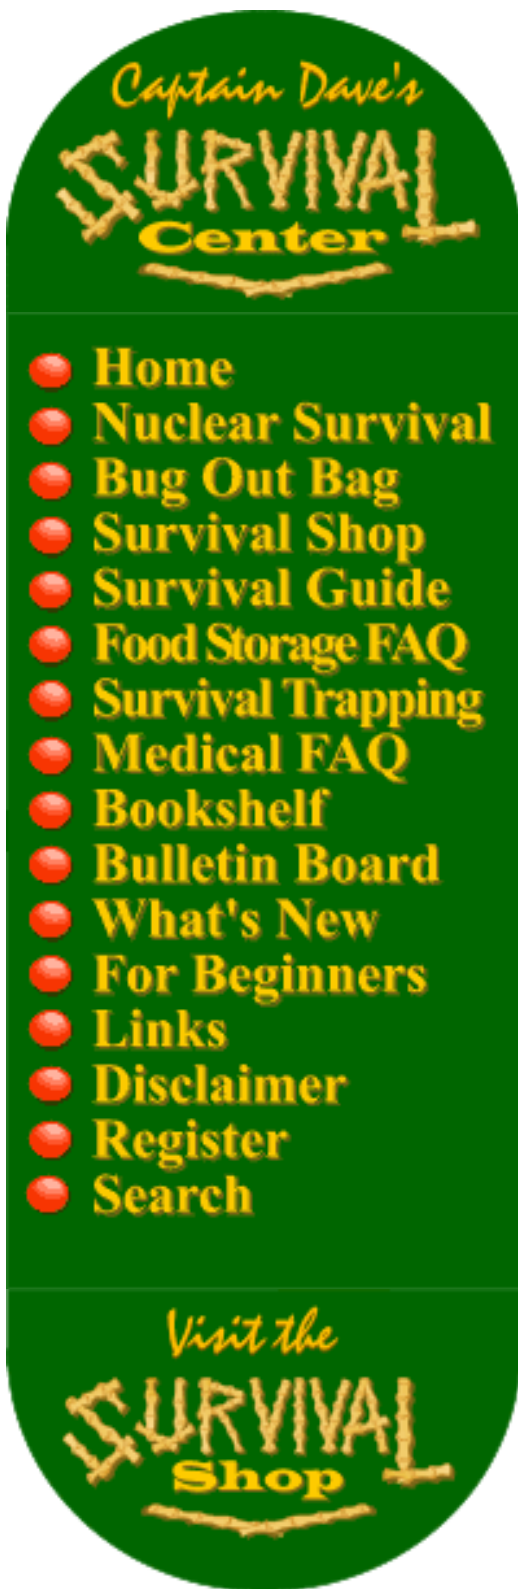 Captain Dave's
SURVIVAL
Center
Home
Nuclear Survival
Bug Out Bag
Survival Shop
Survival Guide
Food Storage FAQ
Survival Trapping
Medical FAQ
Bookshelf
Bulletin Board
What's New
For Beginners
Links
Disclaimer
Register
Search
Visit the
SURVIVAL
Shop